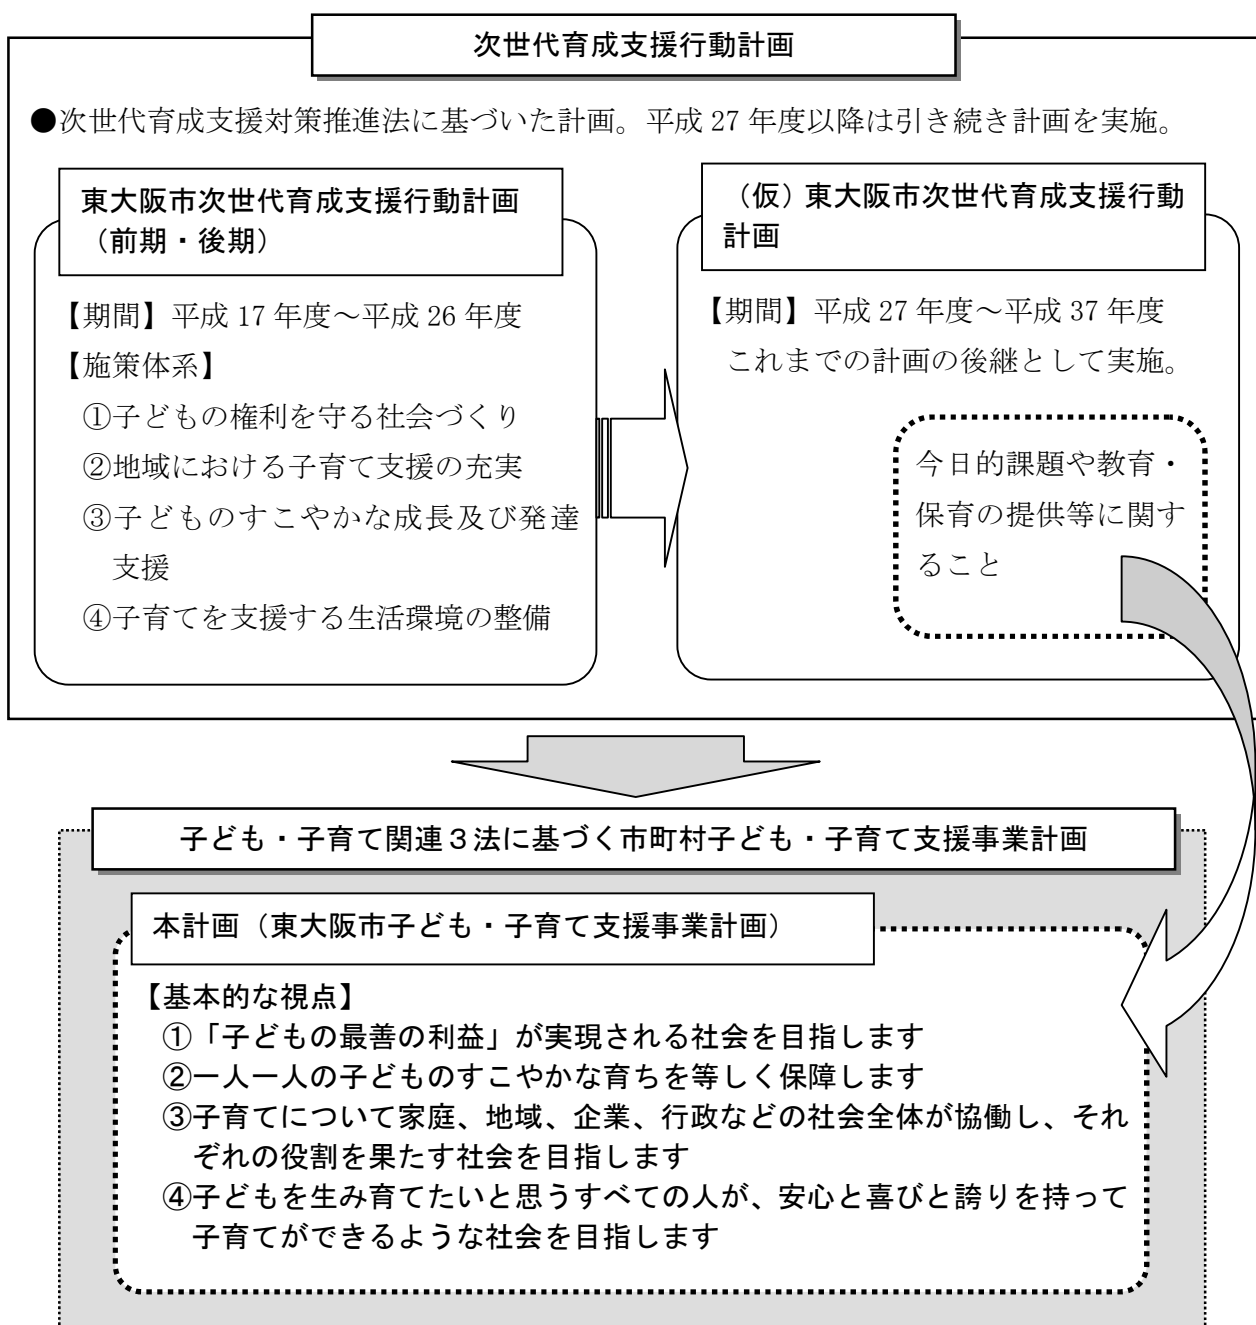 次世代育成支援行動計画
●次世代育成支援対策推進法に基づいた計画。平成 27 年度以降は引き続き計画を実施。
東大阪市次世代育成支援行動計画
（前期・後期）
【期間】平成 17 年度～平成 26 年度
【施策体系】
①子どもの権利を守る社会づくり
②地域における子育て支援の充実
③子どものすこやかな成長及び発達
支援
④子育てを支援する生活環境の整備
（仮）東大阪市次世代育成支援行動
計画
【期間】平成 27 年度～平成 37 年度
これまでの計画の後継として実施。
今日的課題や教育・
保育の提供等に関す
ること
子ども・子育て関連３法に基づく市町村子ども・子育て支援事業計画
本計画（東大阪市子ども・子育て支援事業計画）
【基本的な視点】
①「子どもの最善の利益」が実現される社会を目指します
②一人一人の子どものすこやかな育ちを等しく保障します
③子育てについて家庭、地域、企業、行政などの社会全体が協働し、それ
ぞれの役割を果たす社会を目指します
④子どもを生み育てたいと思うすべての人が、安心と喜びと誇りを持って
子育てができるような社会を目指します